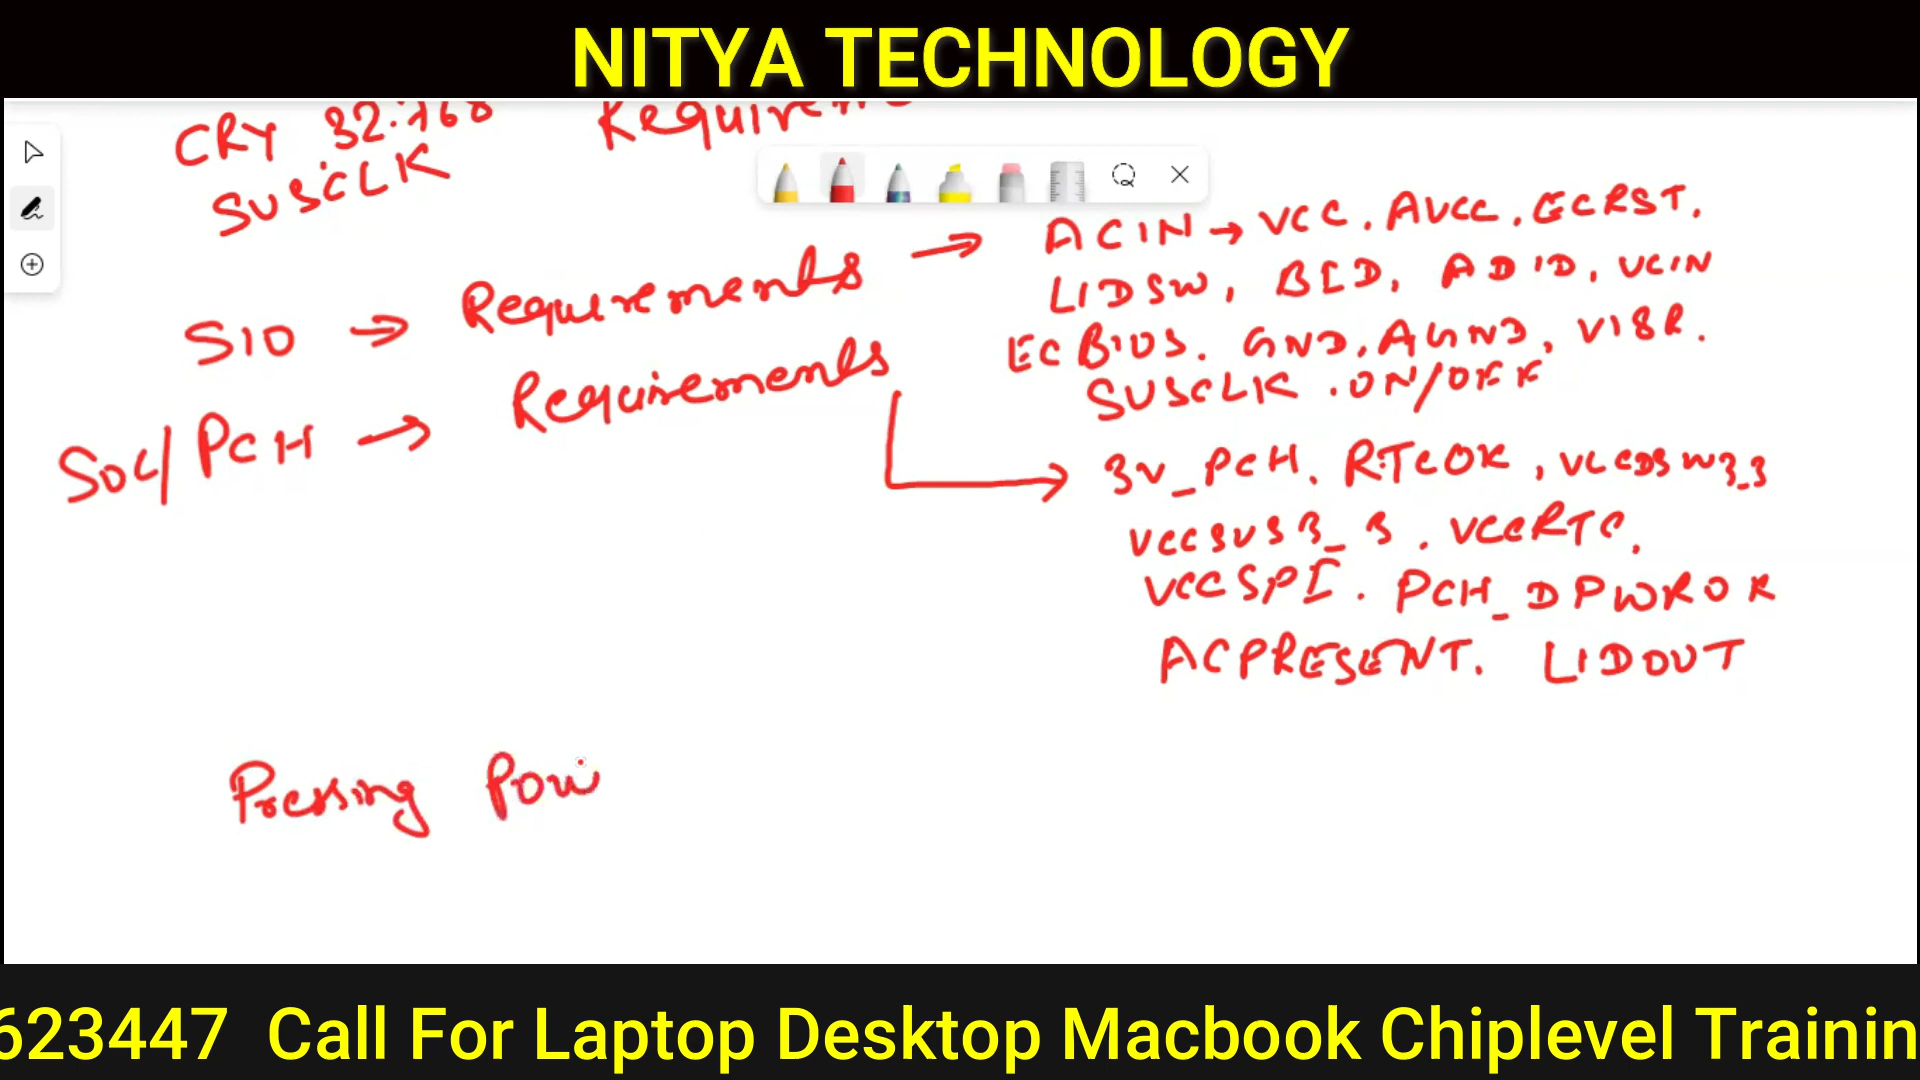 NITYA TECHNOLOGY
CRY 32.768
SUSCLK
SIO → Requirements → ACIN → VCC. AVCC. ECRST.
LIDSW, BID, ADID, VCIN
EC BIOS. GND, AGND, V18R.
SUSCLK . ON/OFF
SOC/PCH → Requirements
3V_PCH. RTCOK, VCCDSW3_3
VCCSUS3_3 . VCCRTC.
VCCSPI. PCH_DPWROK
ACPRESENT. LIDOUT
Pressing Pow
623447 Call For Laptop Desktop Macbook Chiplevel Trainin